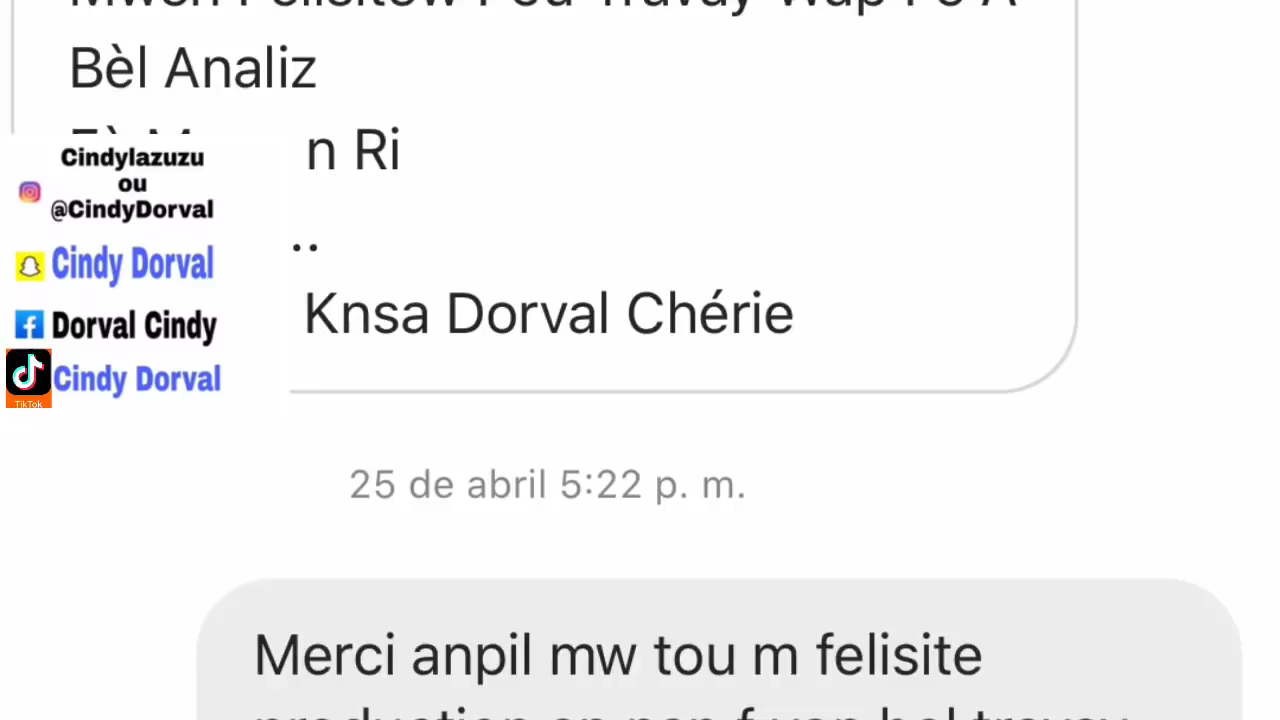 Bèl Analiz
n Ri
..
Knsa Dorval Chérie
Cindylazuzu
ou
@CindyDorval
Cindy Dorval
Dorval Cindy
Cindy Dorval
TikTok
25 de abril 5:22 p. m.
Merci anpil mw tou m felisite